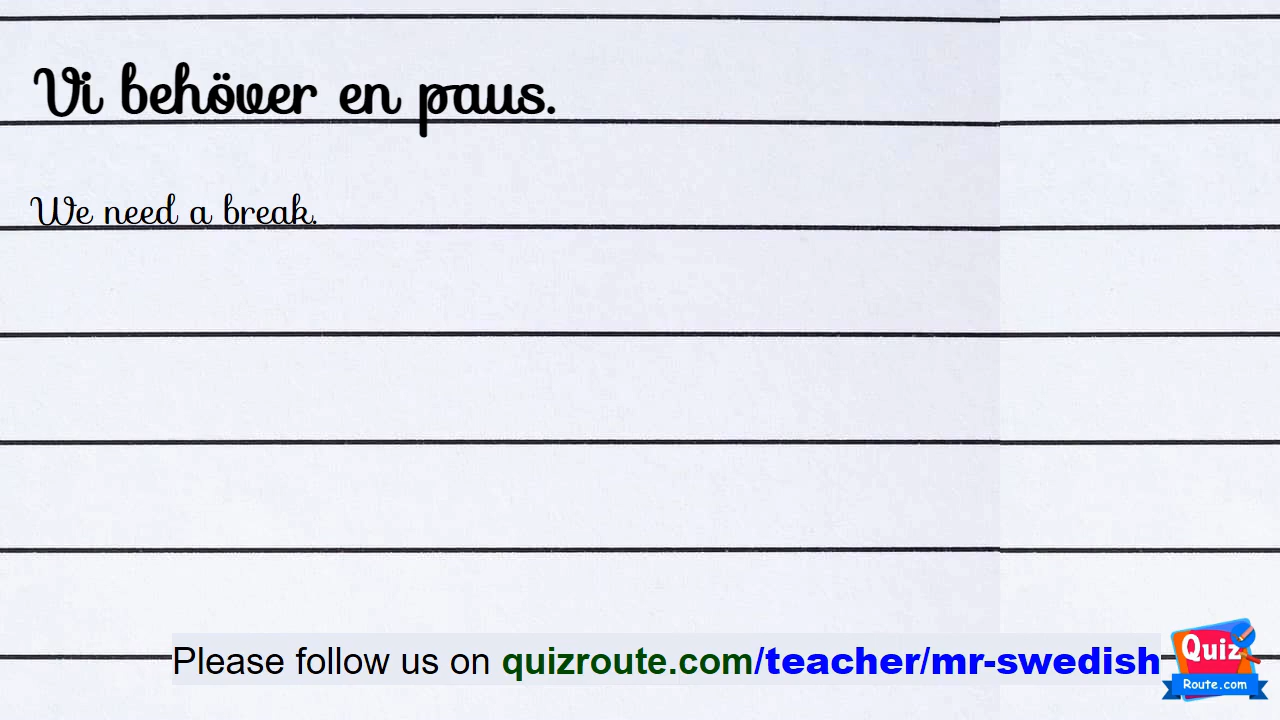 Vi behöver en paus.
We need a break.
Please follow us on quizroute.com/teacher/mr-swedish
Quiz
Route.com